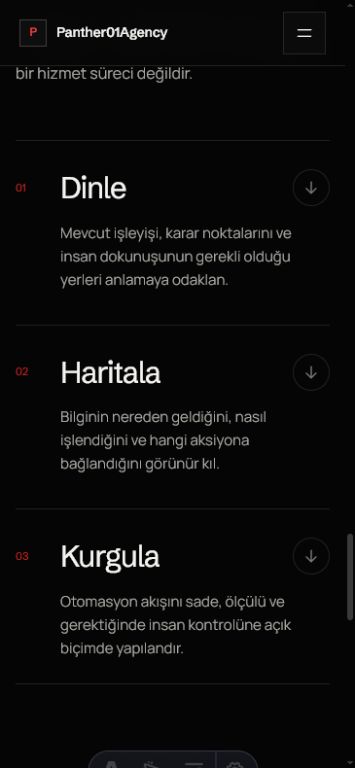 P
Panther01Agency
bir hizmet süreci değildir.
01
Dinle
Mevcut işleyişi, karar noktalarını ve
insan dokunuşunun gerekli olduğu
yerleri anlamaya odaklan.
02
Haritala
Bilginin nereden geldiğini, nasıl
işlendiğini ve hangi aksiyona
bağlandığını görünür kıl.
03
Kurgula
Otomasyon akışını sade, ölçülü ve
gerektiğinde insan kontrolüne açık
biçimde yapılandır.